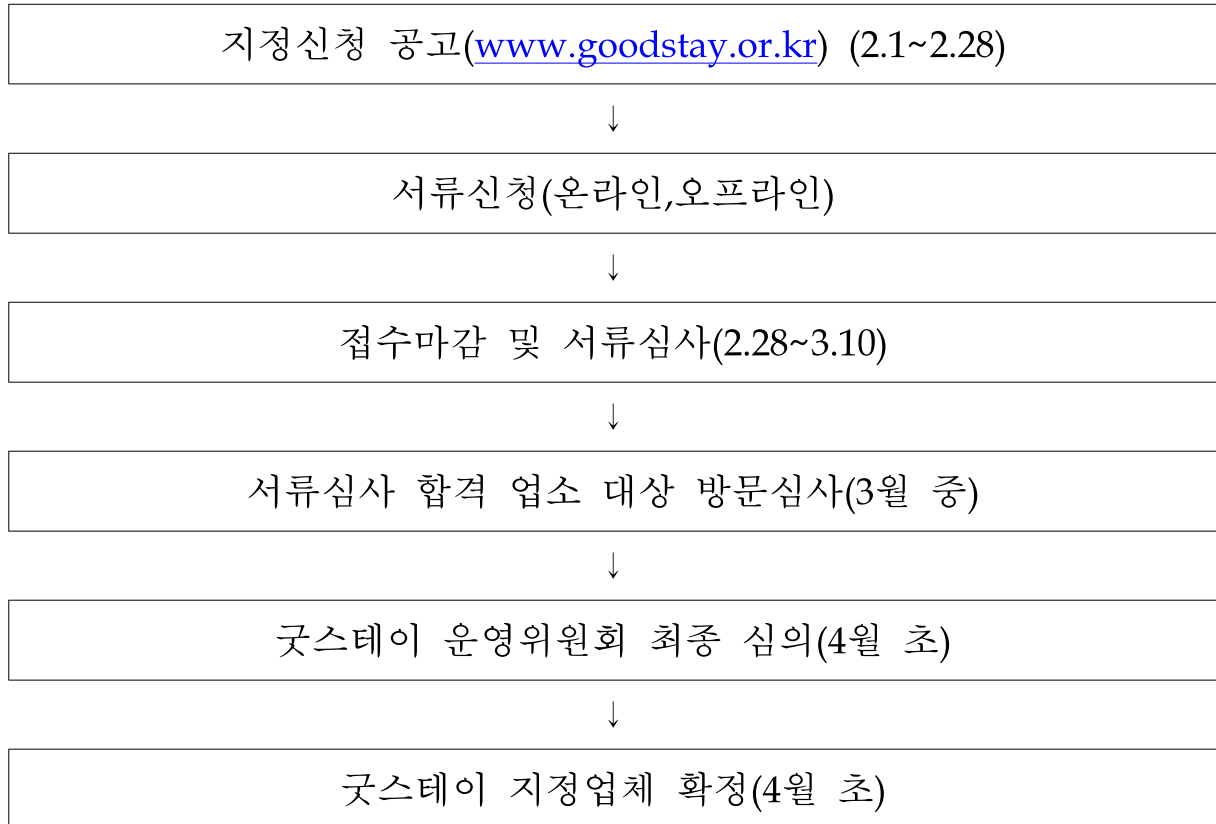 지정신청 공고(www.goodstay.or.kr) (2.1~2.28)
↓
서류신청(온라인,오프라인)
↓
접수마감 및 서류심사(2.28~3.10)
↓
서류심사 합격 업소 대상 방문심사(3월 중)
↓
굿스테이 운영위원회 최종 심의(4월 초)
↓
굿스테이 지정업체 확정(4월 초)